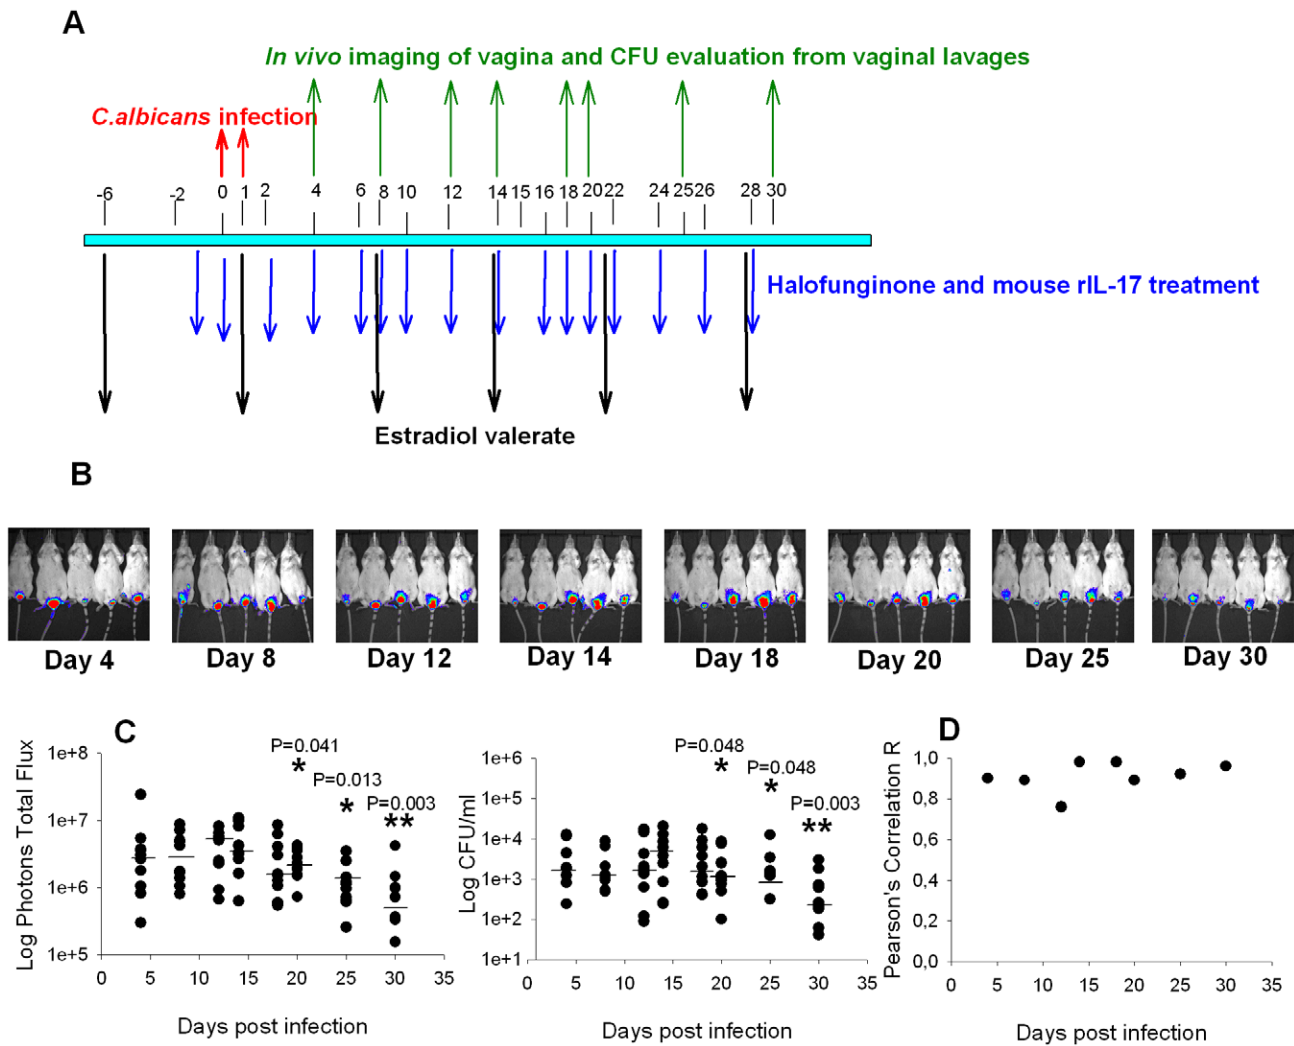 A
In vivo imaging of vagina and CFU evaluation from vaginal lavages
C.albicans infection
-6 -2 0 1 2 4 6 8 10 12 14 15 16 18 20 22 24 25 26 28 30
Halofunginone and mouse rIL-17 treatment
Estradiol valerate
B
Day 4 Day 8 Day 12 Day 14 Day 18 Day 20 Day 25 Day 30
C
Log Photons Total Flux
1e+8
1e+7
1e+6
1e+5
P=0.041
*
P=0.013
*
P=0.003
**
0 5 10 15 20 25 30 35
Days post infection
Log CFU/ml
1e+6
1e+5
1e+4
1e+3
1e+2
1e+1
P=0.048
*
P=0.048
*
P=0.003
**
0 5 10 15 20 25 30 35
Days post infection
D
Pearson's Correlation R
1,0
0,8
0,6
0,4
0,2
0,0
0 5 10 15 20 25 30 35
Days post infection